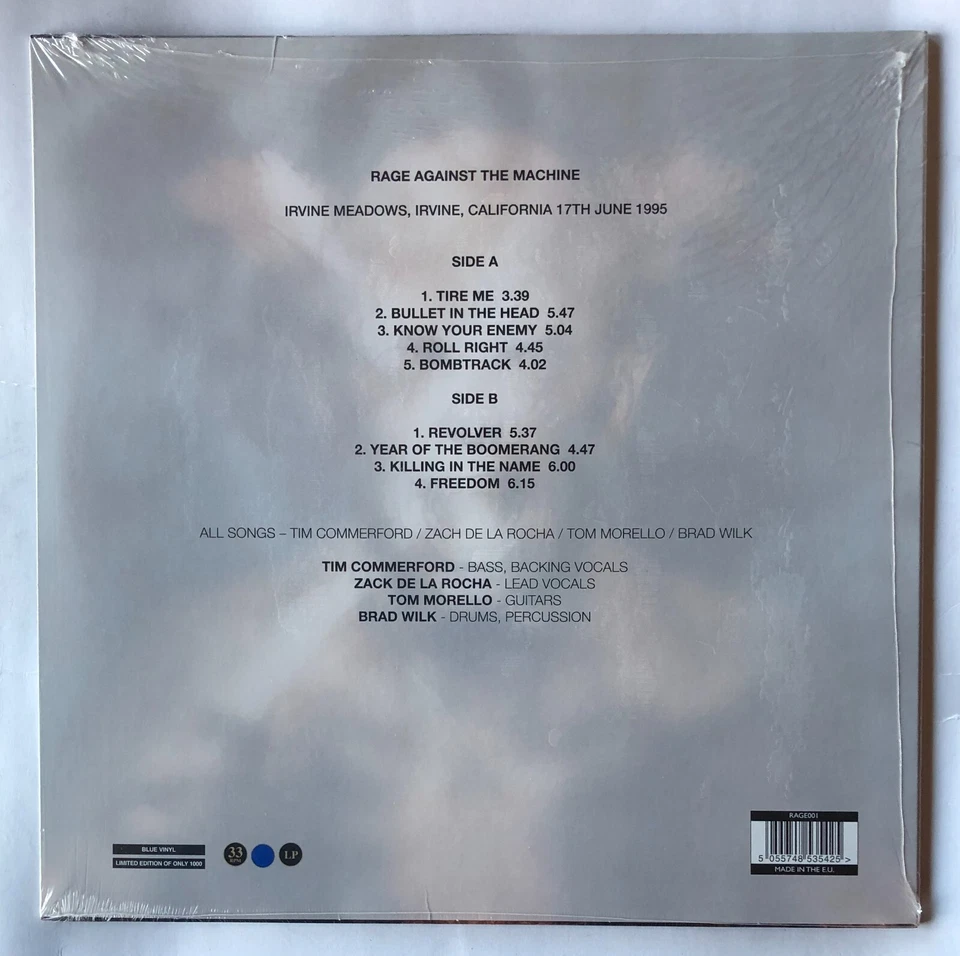 RAGE AGAINST THE MACHINE
IRVINE MEADOWS, IRVINE, CALIFORNIA 17TH JUNE 1995
SIDE A
1. TIRE ME 3.39
2. BULLET IN THE HEAD 5.47
3. KNOW YOUR ENEMY 5.04
4. ROLL RIGHT 4.45
5. BOMBTRACK 4.02
SIDE B
1. REVOLVER 5.37
2. YEAR OF THE BOOMERANG 4.47
3. KILLING IN THE NAME 6.00
4. FREEDOM 6.15
ALL SONGS – TIM COMMERFORD / ZACH DE LA ROCHA / TOM MORELLO / BRAD WILK
TIM COMMERFORD - BASS, BACKING VOCALS
ZACK DE LA ROCHA - LEAD VOCALS
TOM MORELLO - GUITARS
BRAD WILK - DRUMS, PERCUSSION
BLUE VINYL
LIMITED EDITION OF ONLY 1000
33 RPM
LP
RAGE001
5 055748 535425 >
MADE IN THE E.U.